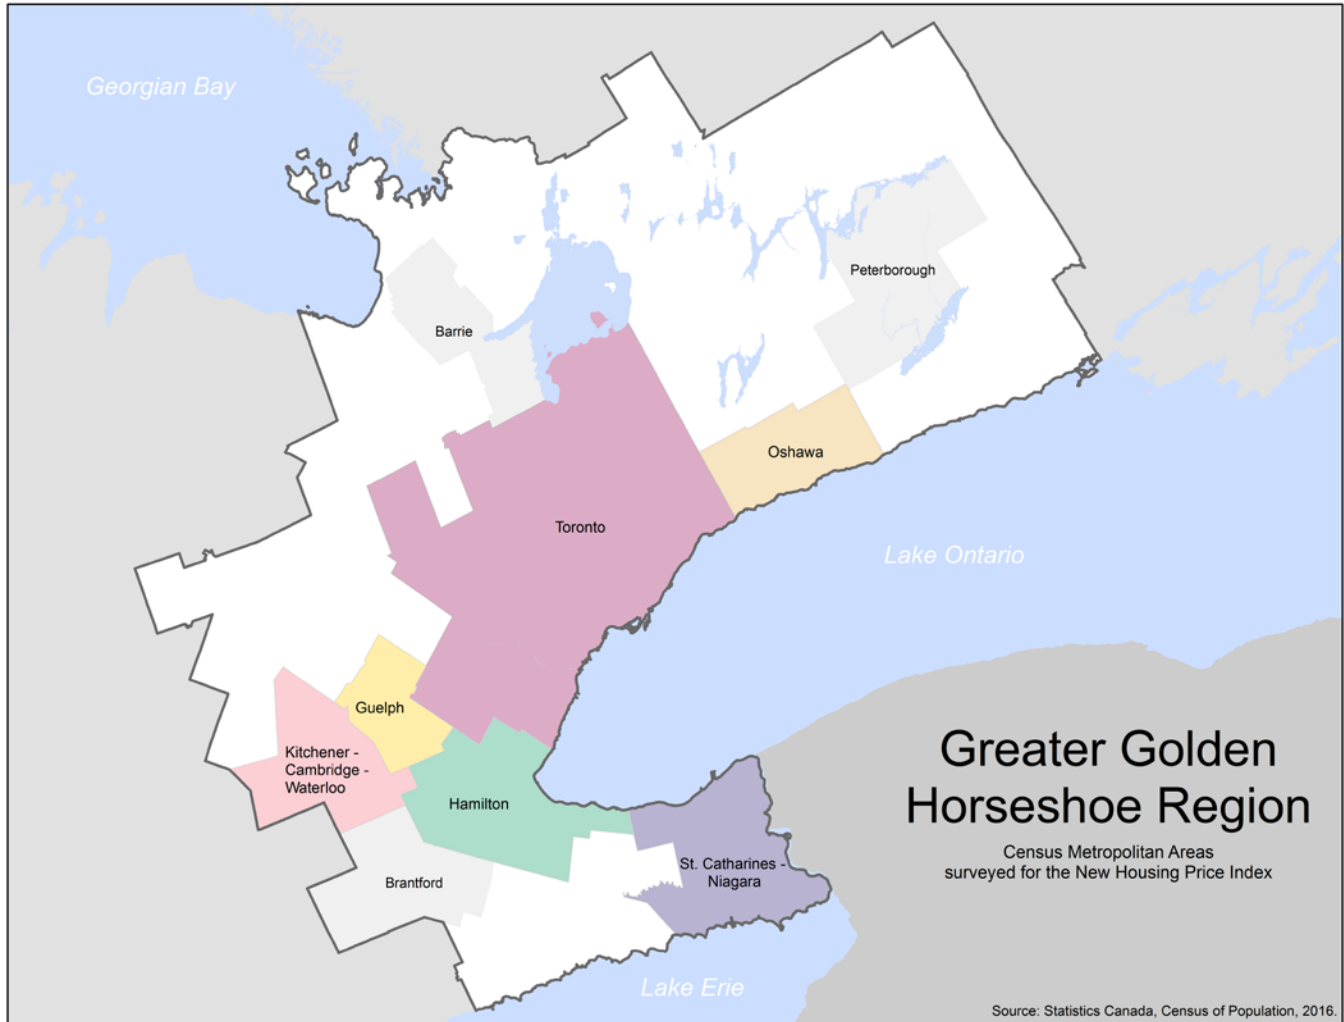 Georgian Bay
Peterborough
Barrie
Oshawa
Toronto
Lake Ontario
Guelph
Kitchener -
Cambridge -
Waterloo
Hamilton
St. Catharines -
Niagara
Brantford
Lake Erie
Greater Golden
Horseshoe Region
Census Metropolitan Areas
surveyed for the New Housing Price Index
Source: Statistics Canada, Census of Population, 2016.